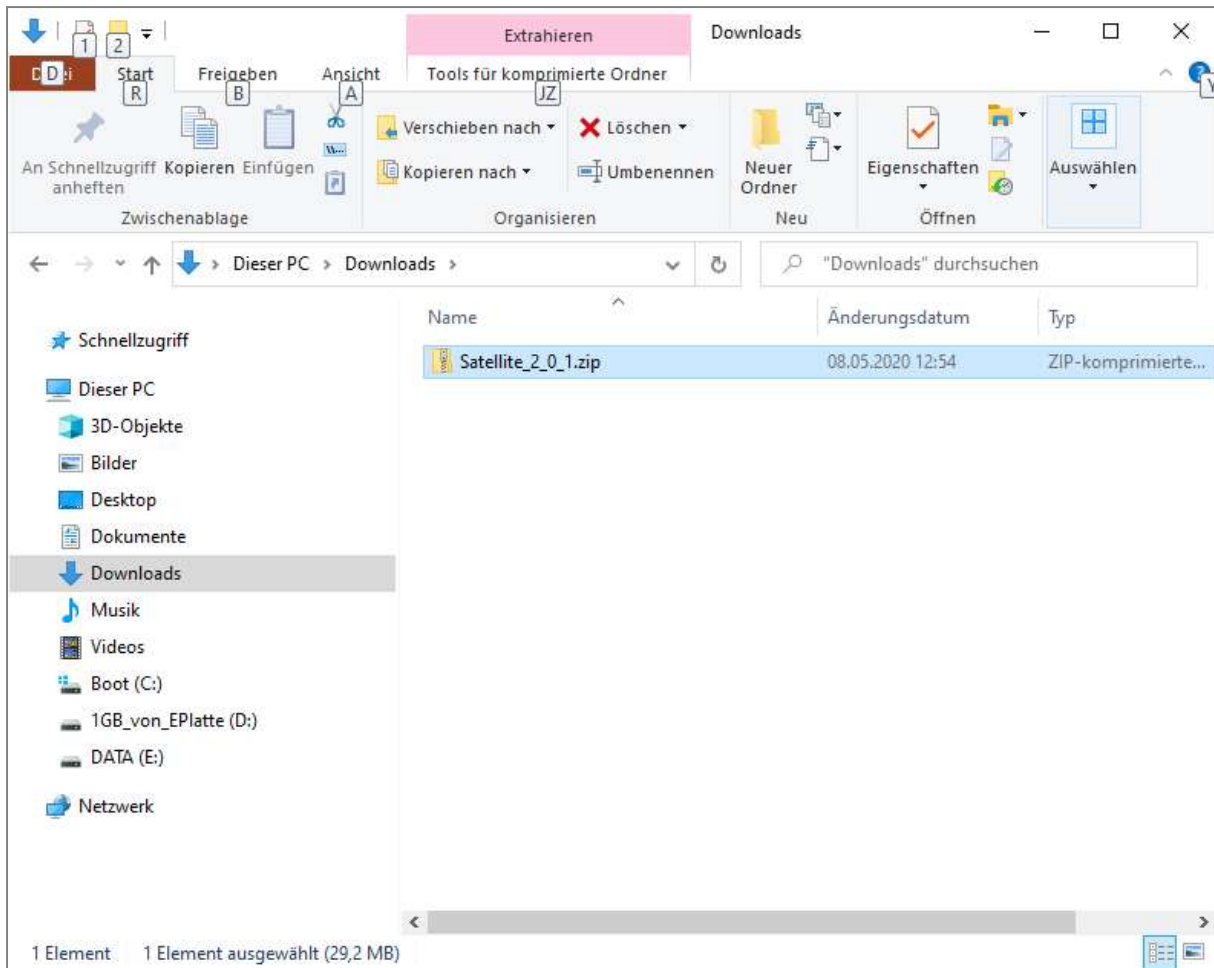 Extrahieren
Downloads
1
2
D
Start
Freigeben
Ansicht
Tools für komprimierte Ordner
R
B
A
JZ
Y
An Schnellzugriff
anheften
Kopieren
Einfügen
Verschieben nach
Kopieren nach
Löschen
Umbenennen
Neuer
Ordner
Eigenschaften
Auswählen
Zwischenablage
Organisieren
Neu
Öffnen
Dieser PC > Downloads >
"Downloads" durchsuchen
Name
Änderungsdatum
Typ
Schnellzugriff
Satellite_2_0_1.zip
08.05.2020 12:54
ZIP-komprimierte...
Dieser PC
3D-Objekte
Bilder
Desktop
Dokumente
Downloads
Musik
Videos
Boot (C:)
1GB_von_EPlatte (D:)
DATA (E:)
Netzwerk
1 Element
1 Element ausgewählt (29,2 MB)